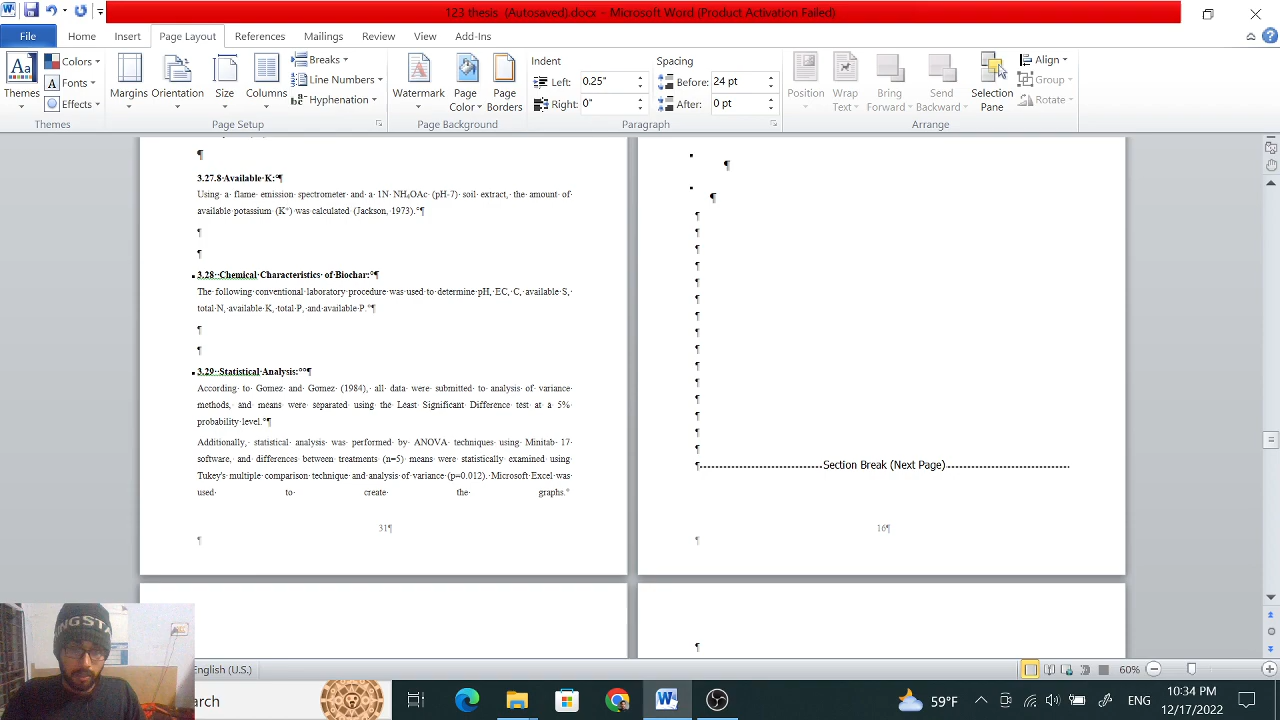 123 thesis (Autosaved).docx - Microsoft Word (Product Activation Failed)
File Home Insert Page Layout References Mailings Review View Add-Ins
Themes
Colors
Fonts
Effects
Themes
Margins
Orientation
Size
Columns
Breaks
Line Numbers
Hyphenation
Page Setup
Watermark
Page Color
Page Borders
Page Background
Indent
Left: 0.25"
Right: 0"
Spacing
Before: 24 pt
After: 0 pt
Paragraph
Position
Wrap Text
Bring Forward
Send Backward
Selection Pane
Align
Group
Rotate
Arrange
3.27.8 Available K:
Using a flame emission spectrometer and a 1N NH₄OAc (pH-7) soil extract, the amount of
available potassium (K⁺) was calculated (Jackson, 1973).
3.28 Chemical Characteristics of Biochar:
The following conventional laboratory procedure was used to determine pH, EC, C, available S,
total N, available K, total P, and available P.
3.29 Statistical Analysis:
According to Gomez and Gomez (1984), all data were submitted to analysis of variance
methods, and means were separated using the Least Significant Difference test at a 5%
probability level.
Additionally, statistical analysis was performed by ANOVA techniques using Minitab 17
software, and differences between treatments (n=5) means were statistically examined using
Tukey's multiple comparison technique and analysis of variance (p=0.012). Microsoft Excel was
used to create the graphs.
31
Section Break (Next Page)
16
English (U.S.)
60%
arch
59°F
ENG
10:34 PM
12/17/2022